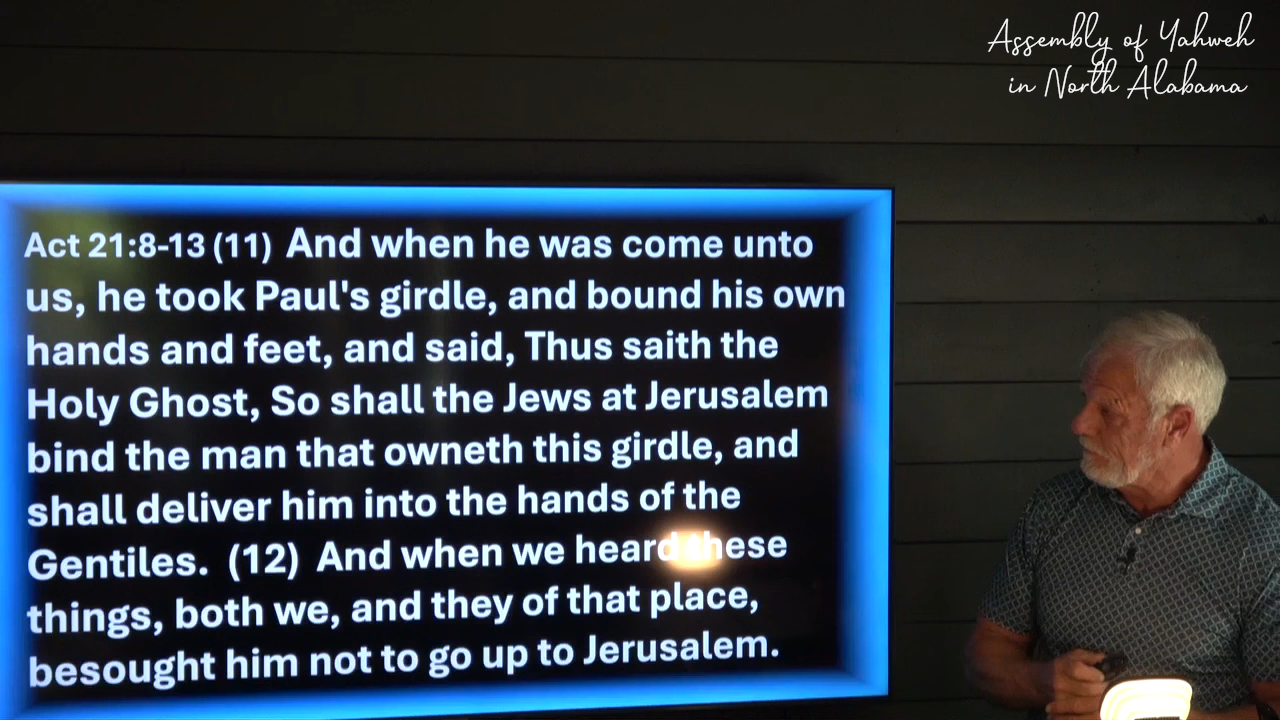 Assembly of Yahweh
in North Alabama
Act 21:8-13 (11) And when he was come unto
us, he took Paul's girdle, and bound his own
hands and feet, and said, Thus saith the
Holy Ghost, So shall the Jews at Jerusalem
bind the man that owneth this girdle, and
shall deliver him into the hands of the
Gentiles. (12) And when we heard these
things, both we, and they of that place,
besought him not to go up to Jerusalem.